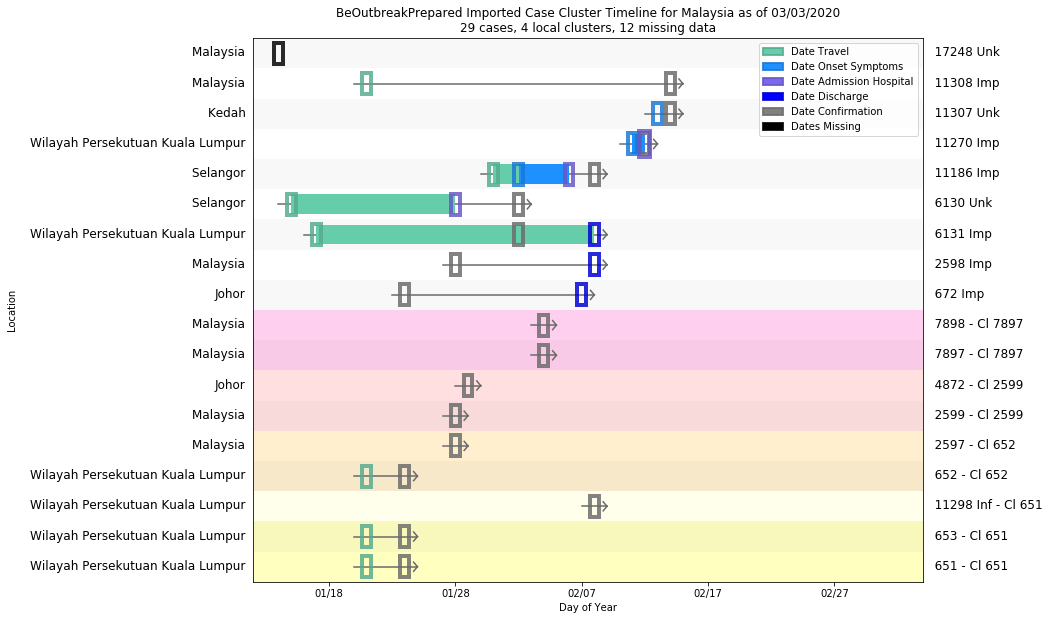 BeOutbreakPrepared Imported Case Cluster Timeline for Malaysia as of 03/03/2020
29 cases, 4 local clusters, 12 missing data
Date Travel
Date Onset Symptoms
Date Admission Hospital
Date Discharge
Date Confirmation
Dates Missing
Malaysia 17248 Unk
Malaysia 11308 Imp
Kedah 11307 Unk
Wilayah Persekutuan Kuala Lumpur 11270 Imp
Selangor 11186 Imp
Selangor 6130 Unk
Wilayah Persekutuan Kuala Lumpur 6131 Imp
Malaysia 2598 Imp
Johor 672 Imp
Malaysia 7898 - Cl 7897
Malaysia 7897 - Cl 7897
Johor 4872 - Cl 2599
Malaysia 2599 - Cl 2599
Malaysia 2597 - Cl 652
Wilayah Persekutuan Kuala Lumpur 652 - Cl 652
Wilayah Persekutuan Kuala Lumpur 11298 Inf - Cl 651
Wilayah Persekutuan Kuala Lumpur 653 - Cl 651
Wilayah Persekutuan Kuala Lumpur 651 - Cl 651
Location
01/18 01/28 02/07 02/17 02/27
Day of Year